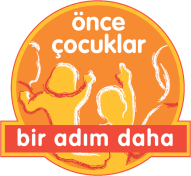 önce
çocuklar
bir adım daha